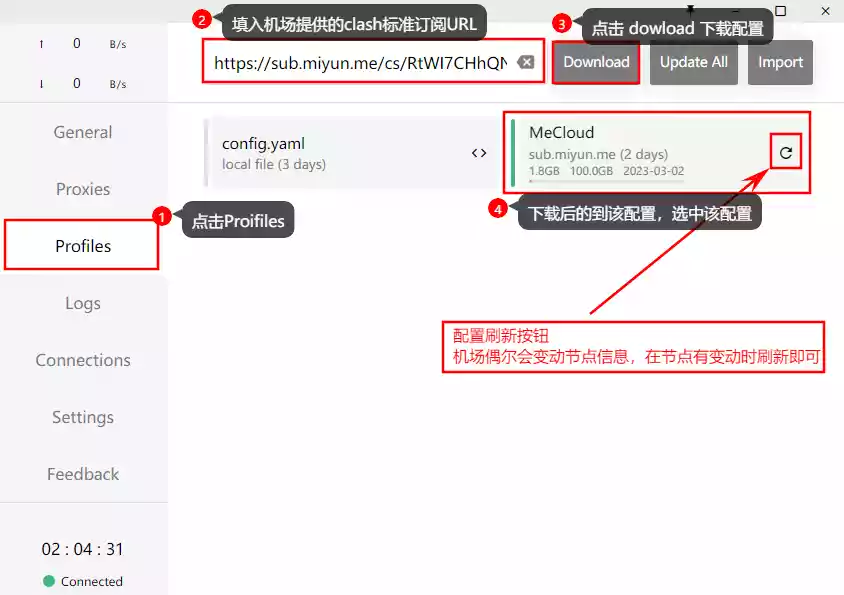 2 填入机场提供的clash标准订阅URL
3 点击 dowload 下载配置
↑ 0 B/s
↓ 0 B/s
https://sub.miyun.me/cs/RtWI7CHhQN
Download
Update All
Import
General
Proxies
Profiles
Logs
Connections
Settings
Feedback
02 : 04 : 31
Connected
1 点击Proifiles
config.yaml
local file (3 days)
<>
MeCloud
sub.miyun.me (2 days)
1.8GB 100.0GB 2023-03-02
4 下载后的到该配置，选中该配置
配置刷新按钮
机场偶尔会变动节点信息，在节点有变动时刷新即可